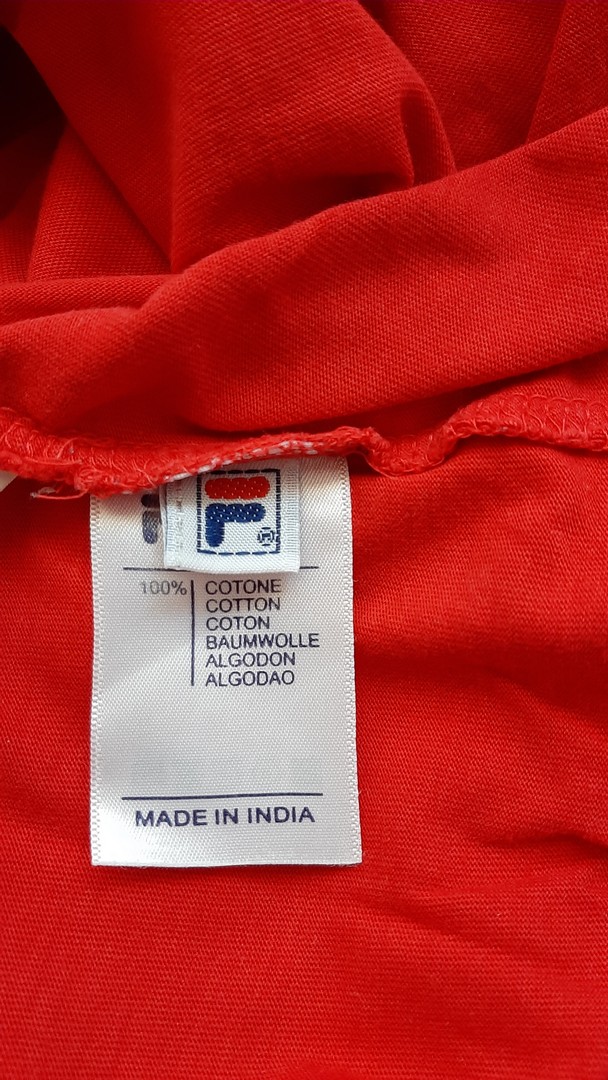 F
100% COTONE
COTTON
COTON
BAUMWOLLE
ALGODON
ALGODAO
MADE IN INDIA